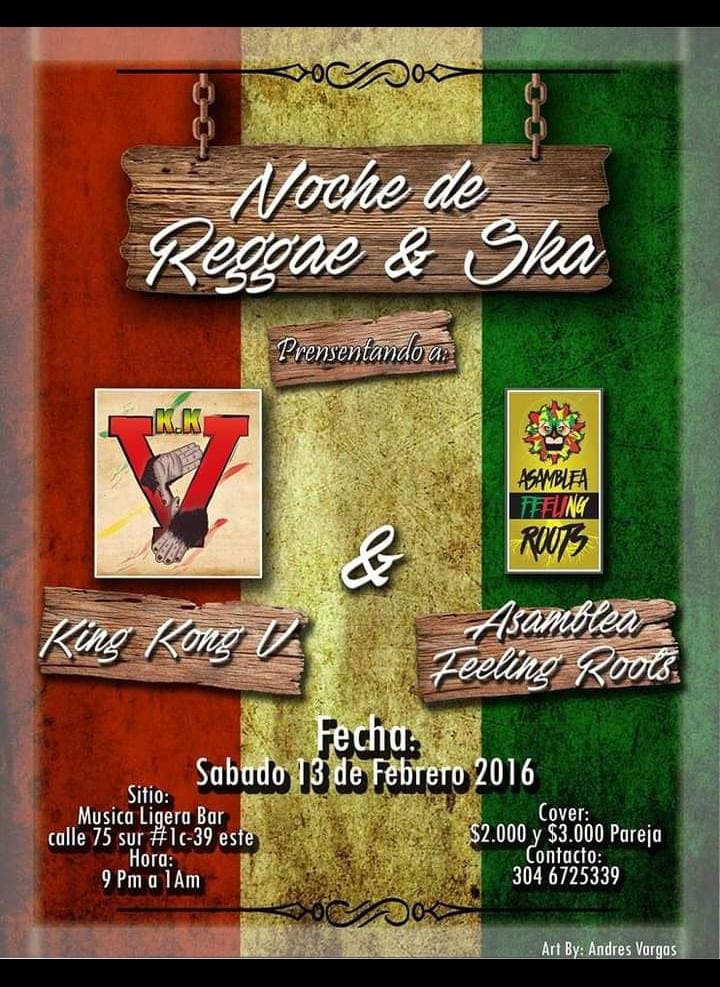 Noche de
Reggae & Ska
Prensentando a:
K.K
V
ASAMBLEA
FEELING
ROOTS
&
King Kong V
Asamblea
Feeling Roots
Fecha:
Sabado 13 de Febrero 2016
Sitio:
Musica Ligera Bar
calle 75 sur #1c-39 este
Hora:
9 Pm a 1Am
Cover:
$2.000 y $3.000 Pareja
Contacto:
304 6725339
Art By: Andres Vargas